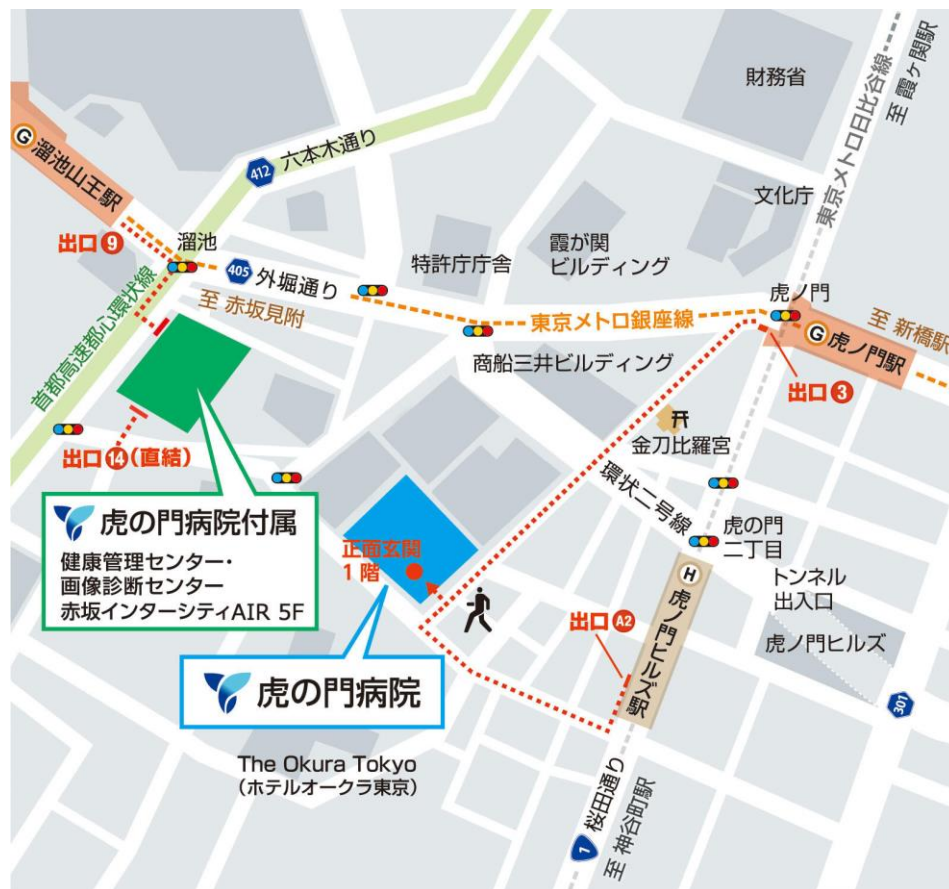 財務省
至 霞ヶ関駅
東京メトロ日比谷線
六本木通り
412
G 溜池山王駅
文化庁
出口 9
溜池
405
外堀通り
特許庁庁舎
霞が関
ビルディング
至 赤坂見附
虎ノ門
東京メトロ銀座線
G 虎ノ門駅
至 新橋駅
首都高速都心環状線
商船三井ビルディング
出口 3
金刀比羅宮
出口 14 (直結)
環状二号線
虎の門病院付属
健康管理センター・
画像診断センター
赤坂インターシティAIR 5F
正面玄関
1 階
虎の門
二丁目
H 虎ノ門ヒルズ駅
トンネル
出入口
出口 A2
虎ノ門ヒルズ
虎の門病院
301
The Okura Tokyo
(ホテルオークラ東京)
桜田通り
1
至 神谷町駅